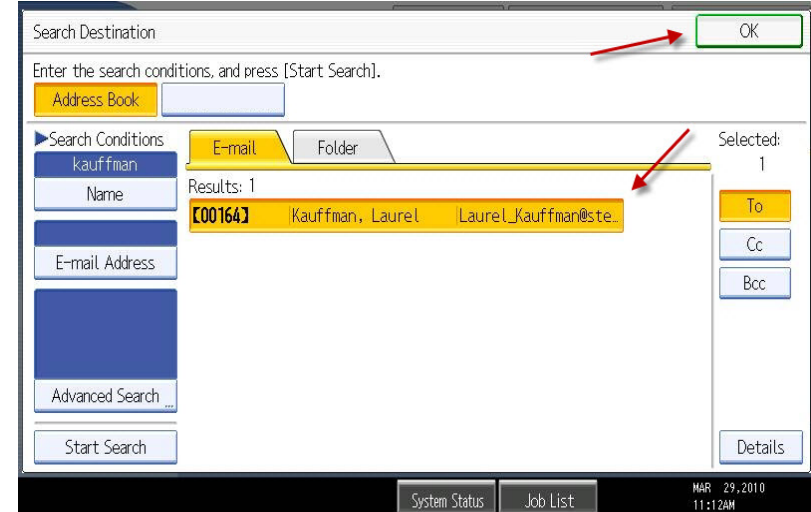 Search Destination
OK
Enter the search conditions, and press [Start Search].
Address Book
▶Search Conditions
kauffman
Name
E-mail Address
Advanced Search ...
Start Search
E-mail
Folder
Results: 1
【00164】 Kauffman, Laurel Laurel_Kauffman@ste...
Selected:
1
To
Cc
Bcc
Details
System Status
Job List
MAR 29,2010
11:12AM